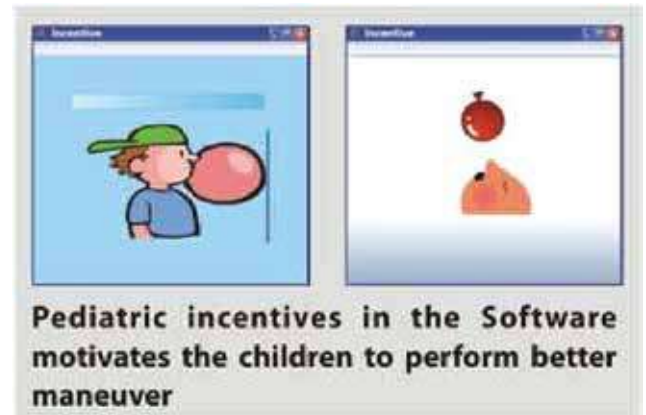 Incentive
Incentive
Pediatric incentives in the Software
motivates the children to perform better
maneuver